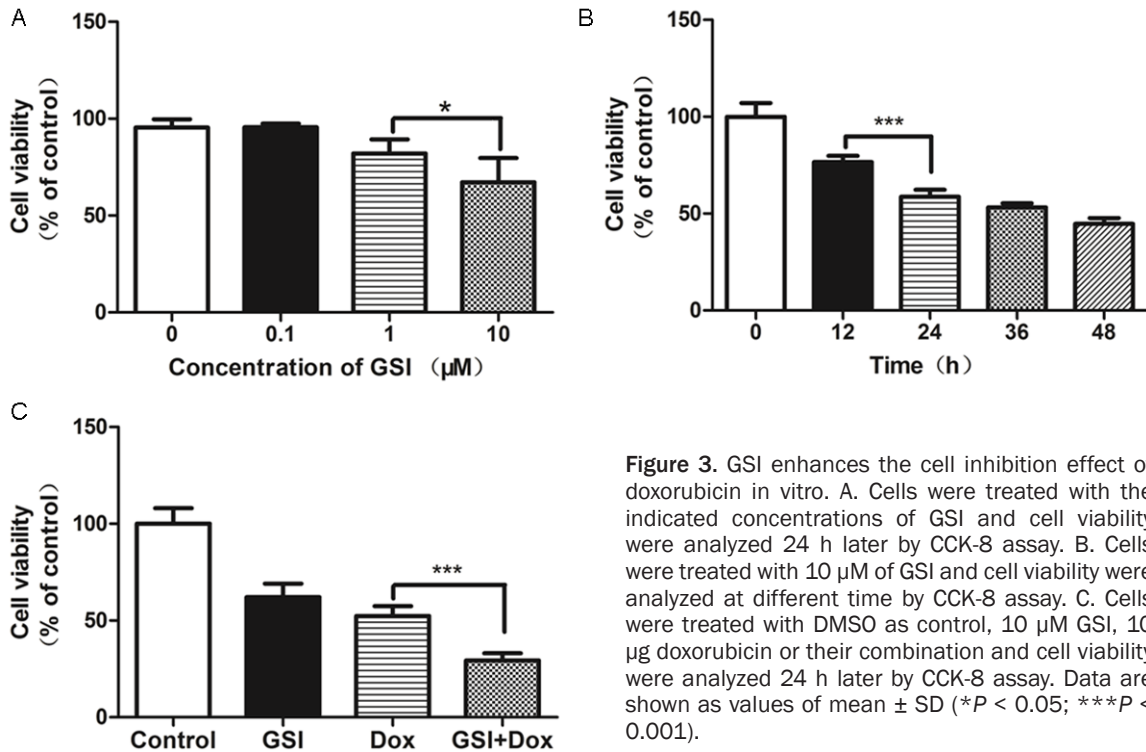 A
150
100
50
0
Cell viability
(% of control)
*
0 0.1 1 10
Concentration of GSI (μM)
B
150
100
50
0
Cell viability
(% of control)
***
0 12 24 36 48
Time (h)
C
150
100
50
0
Cell viability
(% of control)
***
Control GSI Dox GSI+Dox
Figure 3. GSI enhances the cell inhibition effect o
doxorubicin in vitro. A. Cells were treated with the
indicated concentrations of GSI and cell viability
were analyzed 24 h later by CCK-8 assay. B. Cells
were treated with 10 μM of GSI and cell viability were
analyzed at different time by CCK-8 assay. C. Cells
were treated with DMSO as control, 10 μM GSI, 10
μg doxorubicin or their combination and cell viability
were analyzed 24 h later by CCK-8 assay. Data are
shown as values of mean ± SD (*P < 0.05; ***P <
0.001).